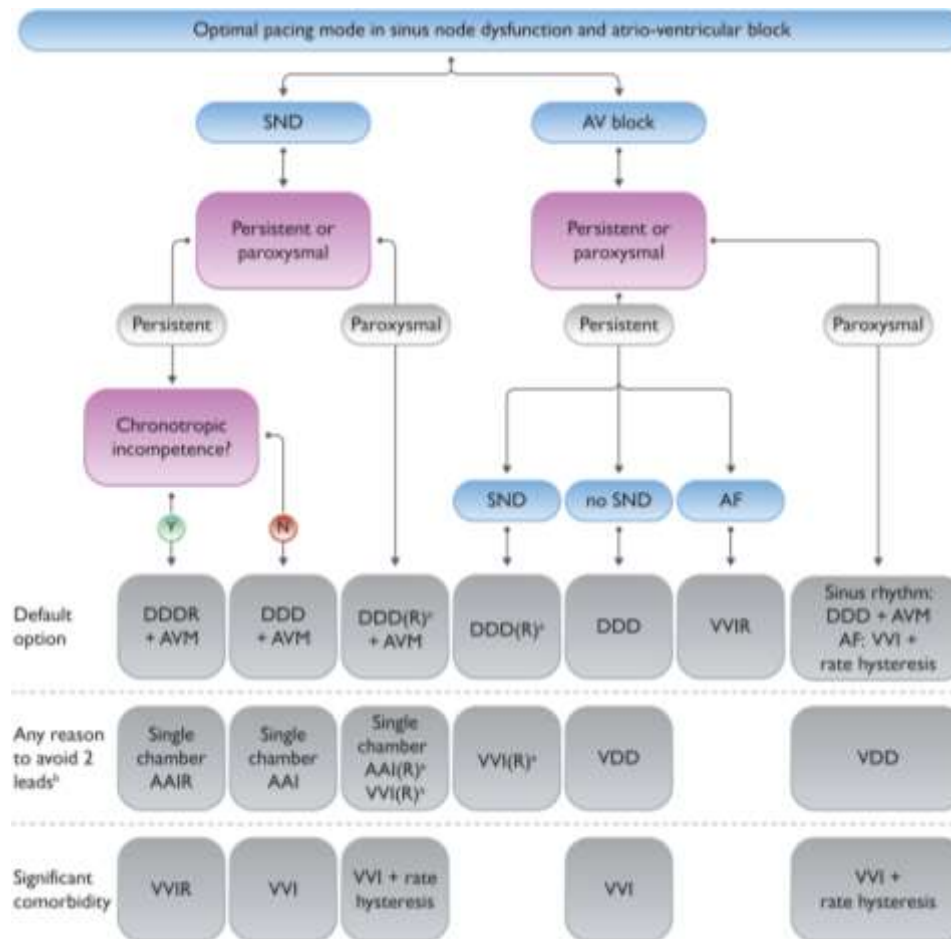 Optimal pacing mode in sinus node dysfunction and atrio-ventricular block
SND
AV block
Persistent or
paroxysmal
Persistent or
paroxysmal
Persistent
Paroxysmal
Persistent
Paroxysmal
Chronotropic
incompetence?
SND
no SND
AF
Y
N
Default
option
DDDR
+ AVM
DDD
+ AVM
DDD(R)ᵃ
+ AVM
DDD(R)ᵃ
DDD
VVIR
Sinus rhythm:
DDD + AVM
AF: VVI +
rate hysteresis
Any reason
to avoid 2
leadsᵇ
Single
chamber
AAIR
Single
chamber
AAI
Single
chamber
AAI(R)ᵃ
VVI(R)ᵃ
VVI(R)ᵃ
VDD
VDD
Significant
comorbidity
VVIR
VVI
VVI + rate
hysteresis
VVI
VVI +
rate hysteresis